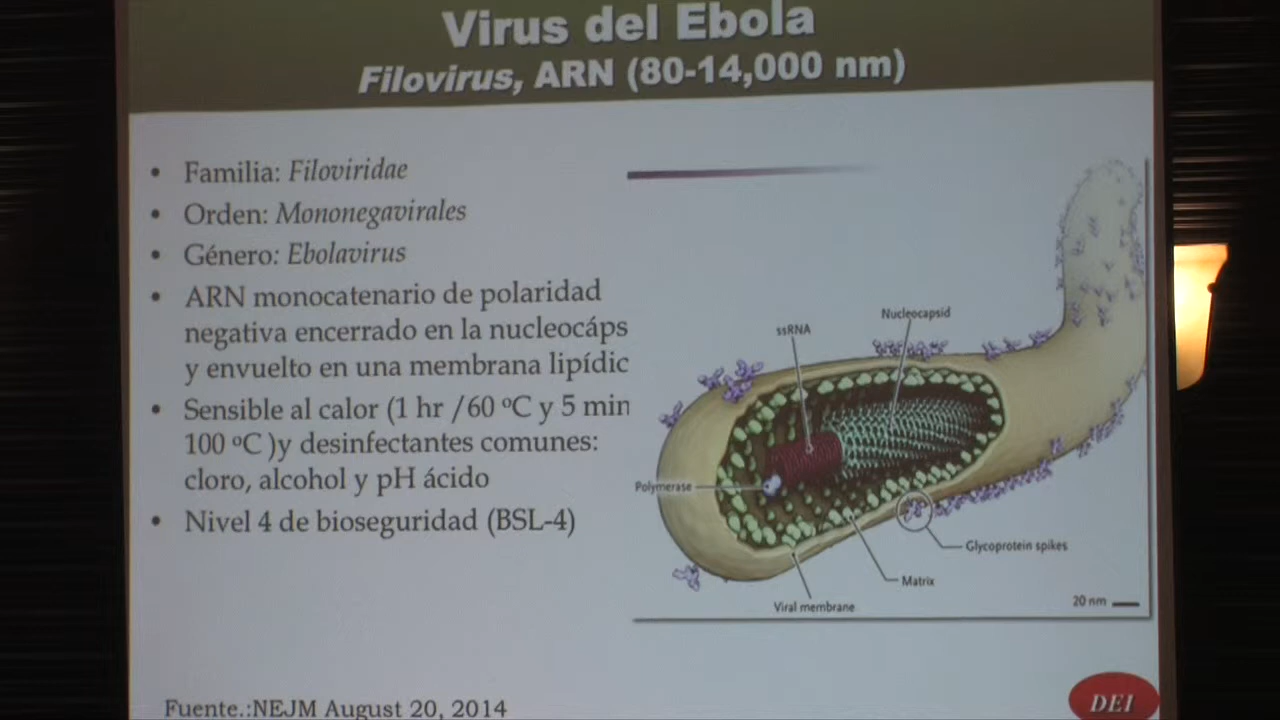 Virus del Ebola
Filovirus, ARN (80-14,000 nm)
• Familia: Filoviridae
• Orden: Mononegavirales
• Género: Ebolavirus
• ARN monocatenario de polaridad
negativa encerrado en la nucleocáps
y envuelto en una membrana lipídic
• Sensible al calor (1 hr /60 ºC y 5 min
100 ºC )y desinfectantes comunes:
cloro, alcohol y pH ácido
• Nivel 4 de bioseguridad (BSL-4)
ssRNA
Nucleocapsid
Polymerase
Glycoprotein spikes
Matrix
Viral membrane
20 nm
Fuente.:NEJM August 20, 2014
DEI